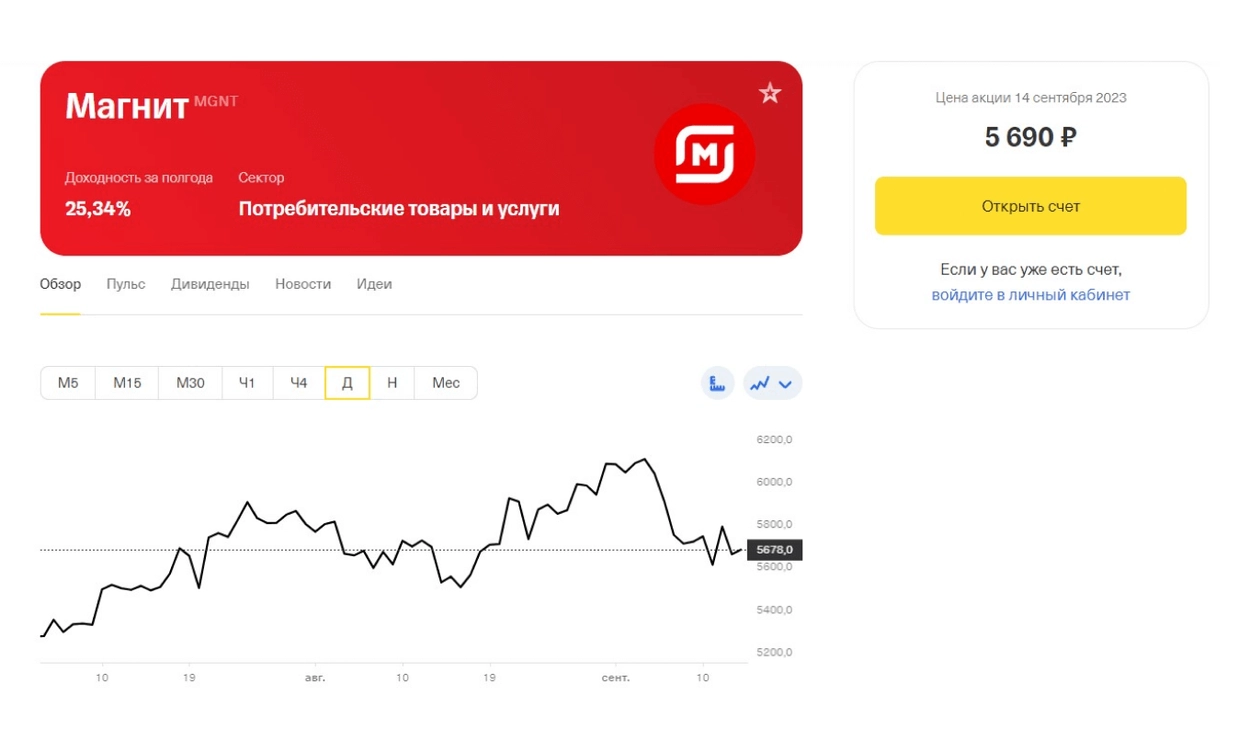 Магнит MGNT
Доходность за полгода Сектор
25,34% Потребительские товары и услуги
М
Цена акции 14 сентября 2023
5 690 ₽
Открыть счет
Если у вас уже есть счет,
войдите в личный кабинет
Обзор Пульс Дивиденды Новости Идеи
М5 М15 М30 Ч1 Ч4 Д Н Мес
6200,0
6000,0
5800,0
5678,0
5600,0
5400,0
5200,0
10 19 авг. 10 19 сент. 10